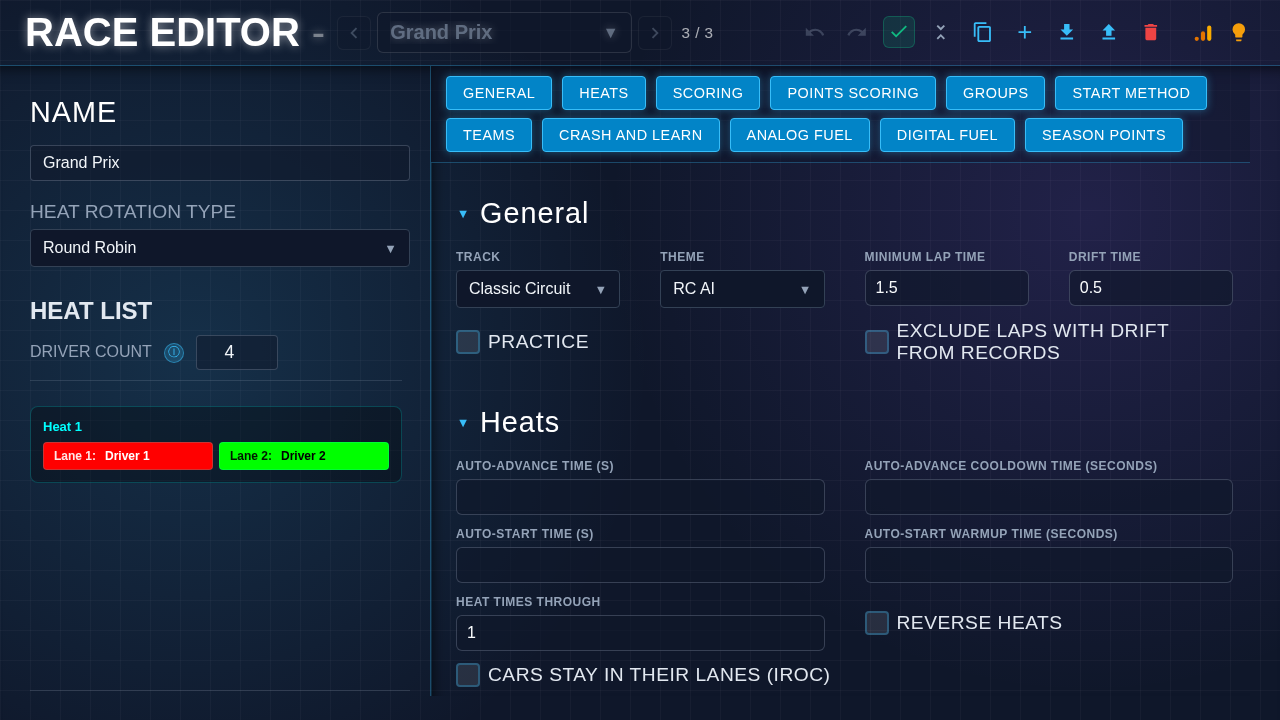 RACE EDITOR -
Grand Prix
3 / 3
GENERAL HEATS SCORING POINTS SCORING GROUPS START METHOD
TEAMS CRASH AND LEARN ANALOG FUEL DIGITAL FUEL SEASON POINTS
NAME
Grand Prix
HEAT ROTATION TYPE
Round Robin
HEAT LIST
DRIVER COUNT 4
Heat 1
Lane 1: Driver 1 Lane 2: Driver 2
General
TRACK THEME MINIMUM LAP TIME DRIFT TIME
Classic Circuit RC AI 1.5 0.5
PRACTICE
EXCLUDE LAPS WITH DRIFT
FROM RECORDS
Heats
AUTO-ADVANCE TIME (S) AUTO-ADVANCE COOLDOWN TIME (SECONDS)
AUTO-START TIME (S) AUTO-START WARMUP TIME (SECONDS)
HEAT TIMES THROUGH
1
REVERSE HEATS
CARS STAY IN THEIR LANES (IROC)